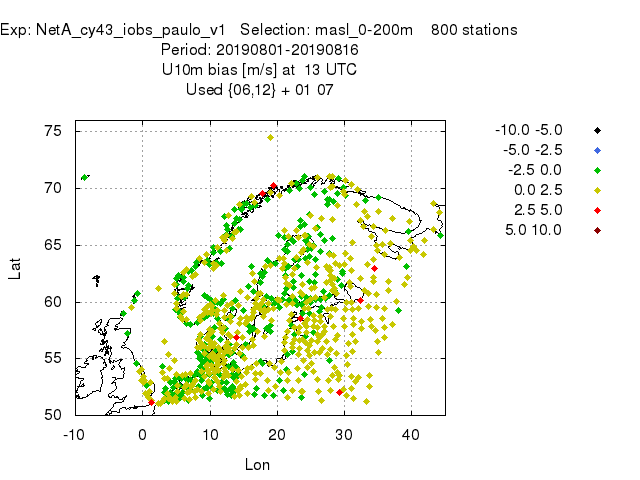 Exp: NetA_cy43_iobs_paulo_v1 Selection: masl_0-200m 800 stations
Period: 20190801-20190816
U10m bias [m/s] at 13 UTC
Used {06,12} + 01 07
-10.0 -5.0
-5.0 -2.5
-2.5 0.0
0.0 2.5
2.5 5.0
5.0 10.0
75
70
65
60
55
50
Lat
-10 0 10 20 30 40
Lon